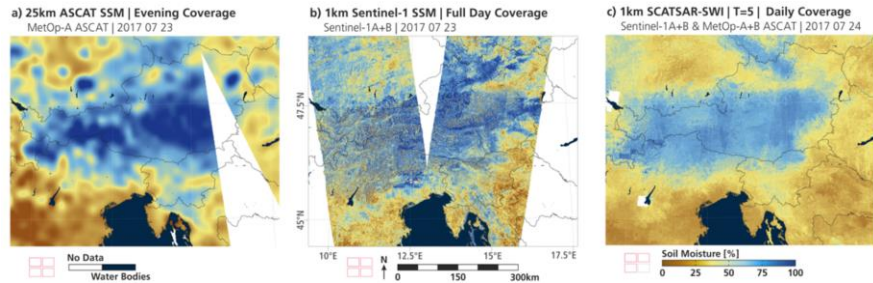 a) 25km ASCAT SSM | Evening Coverage
MetOp-A ASCAT | 2017 07 23
b) 1km Sentinel-1 SSM | Full Day Coverage
Sentinel-1A+B | 2017 07 23
c) 1km SCATSAR-SWI | T=5 | Daily Coverage
Sentinel-1A+B & MetOp-A+B ASCAT | 2017 07 24
47.5°N
45°N
10°E
12.5°E
15°E
17.5°E
No Data
Water Bodies
N
0
150
300km
Soil Moisture [%]
0
25
50
75
100